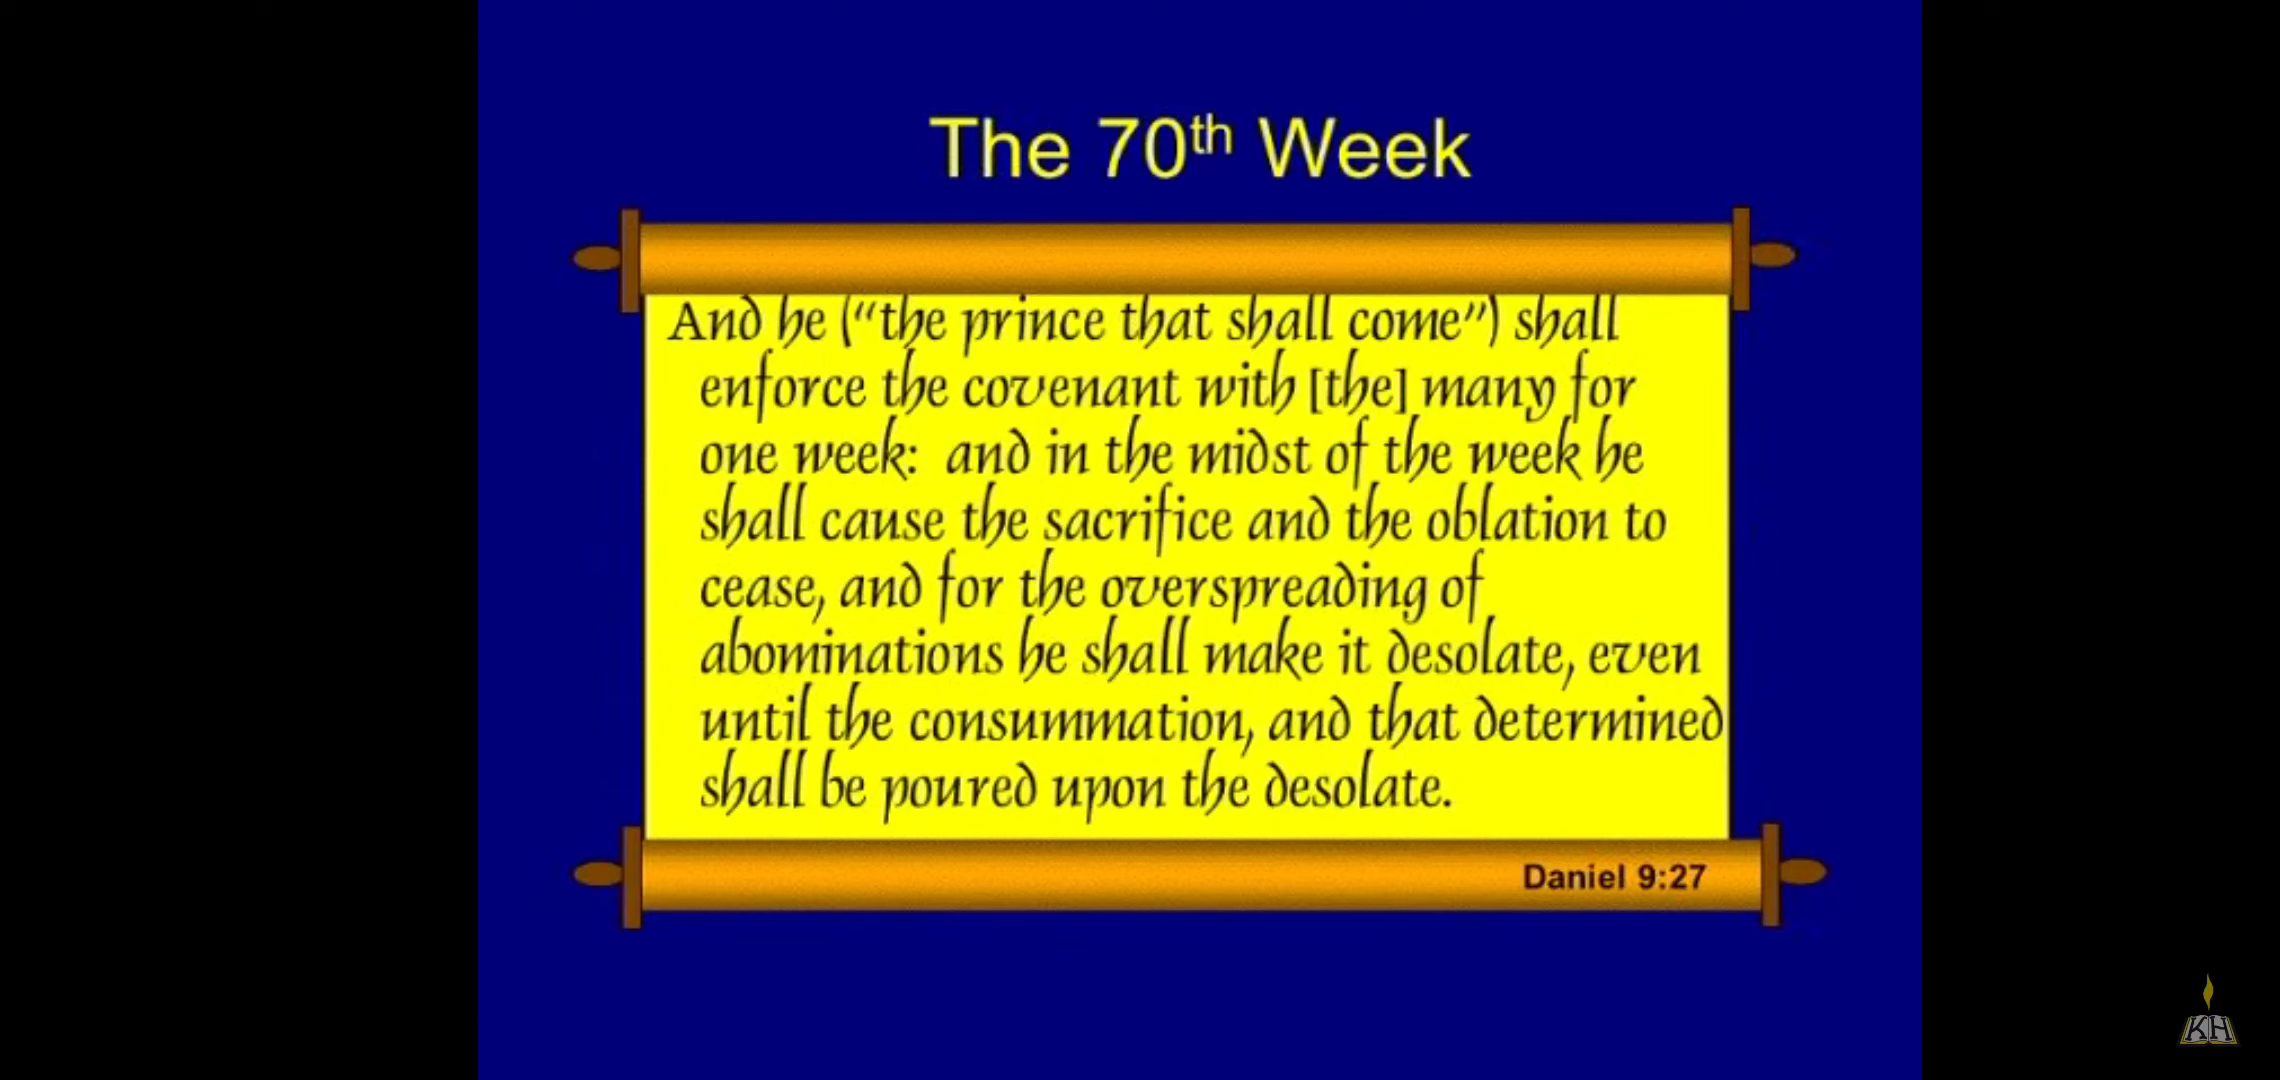 The 70th Week
And he (“the prince that shall come”) shall
enforce the covenant with [the] many for
one week:  and in the midst of the week he
shall cause the sacrifice and the oblation to
cease, and for the overspreading of
abominations he shall make it desolate, even
until the consummation, and that determined
shall be poured upon the desolate.
Daniel 9:27
KH